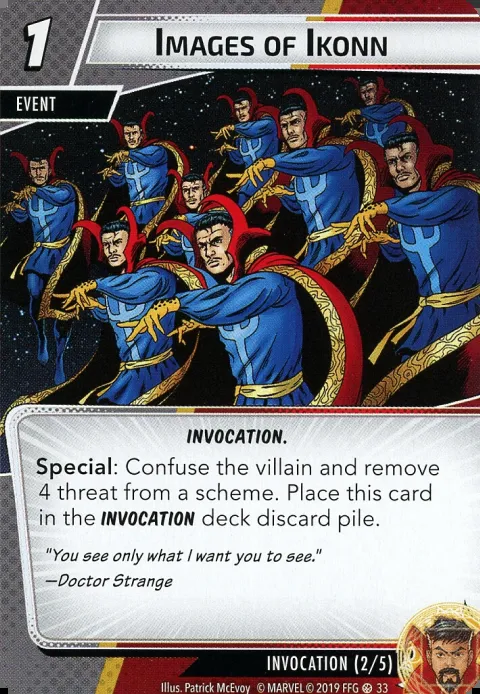 1
IMAGES OF IKONN
EVENT
INVOCATION.
Special: Confuse the villain and remove
4 threat from a scheme. Place this card
in the INVOCATION deck discard pile.
"You see only what I want you to see."
—Doctor Strange
INVOCATION (2/5)
Illus. Patrick McEvoy © MARVEL © 2019 FFG 33